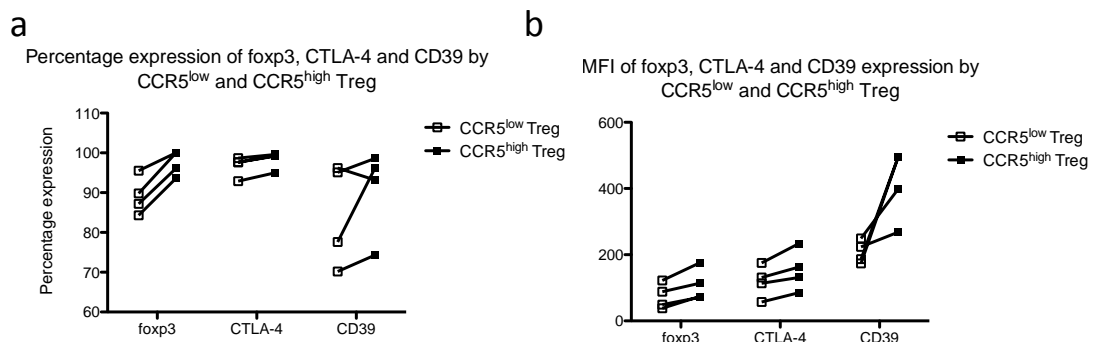 a
Percentage expression of foxp3, CTLA-4 and CD39 by
CCR5low and CCR5high Treg
Percentage expression
110
100
90
80
70
60
foxp3
CTLA-4
CD39
CCR5low Treg
CCR5high Treg
b
MFI of foxp3, CTLA-4 and CD39 expression by
CCR5low and CCR5high Treg
600
400
200
0
foxp3
CTLA-4
CD39
CCR5low Treg
CCR5high Treg